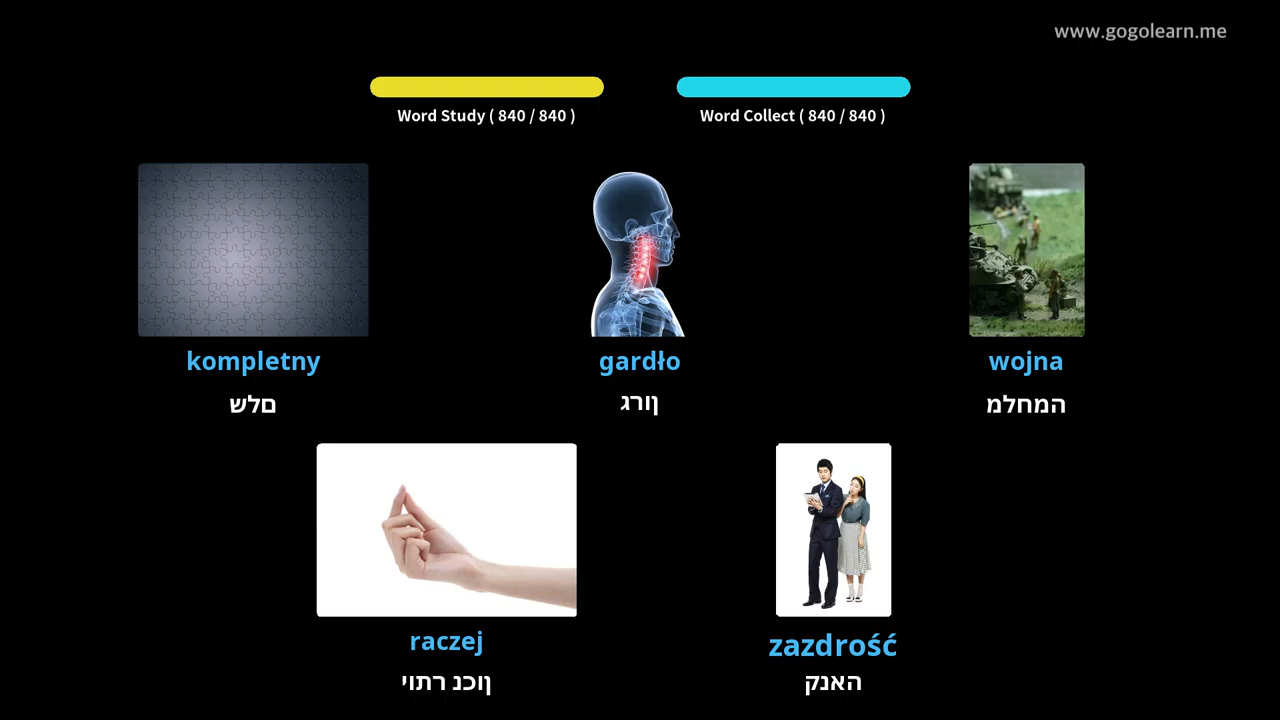 www.gogolearn.me
Word Study ( 840 / 840 )
Word Collect ( 840 / 840 )
kompletny
םלש
gardło
ןורג
wojna
המחלמ
raczej
ןוכנ רתוי
zazdrość
האנק